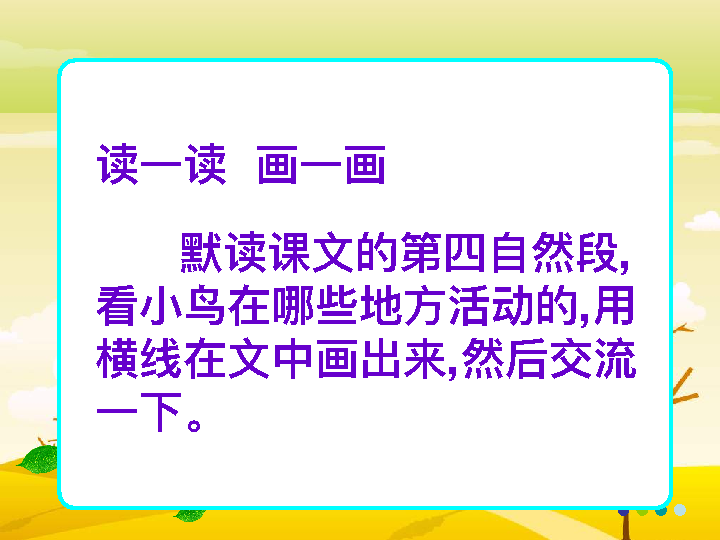 读一读 画一画
默读课文的第四自然段,
看小鸟在哪些地方活动的,用
横线在文中画出来,然后交流
一下。